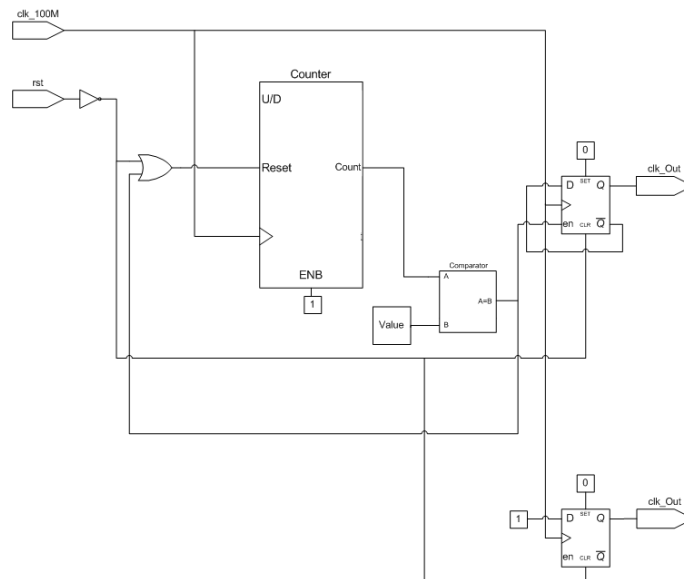 clk_100M
rst
Counter
U/D
Reset
Count
ENB
1
Comparator
A
A=B
B
Value
0
D SET Q
en CLR Q
clk_Out
0
1
D SET Q
en CLR Q
clk_Out